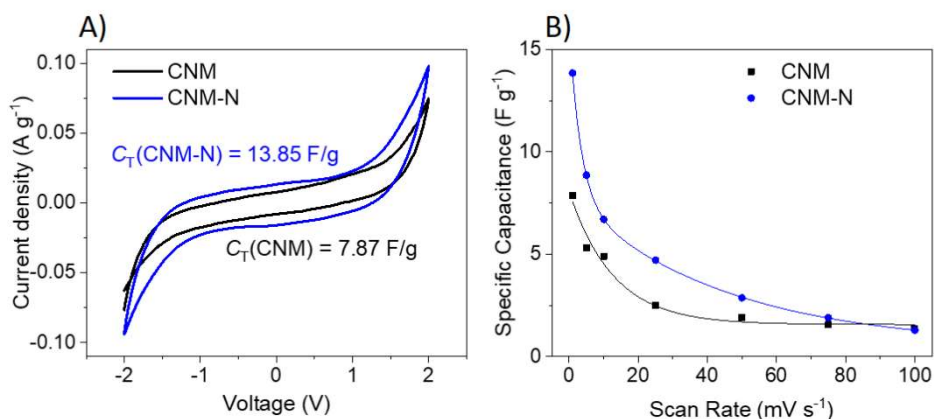 A)
0.10
0.05
0.00
-0.05
-0.10
Current density (A g⁻¹)
CNM
CNM-N
C_T(CNM-N) = 13.85 F/g
C_T(CNM) = 7.87 F/g
-2 -1 0 1 2
Voltage (V)
B)
15
10
5
0
Specific Capacitance (F g⁻¹)
CNM
CNM-N
0 20 40 60 80 100
Scan Rate (mV s⁻¹)